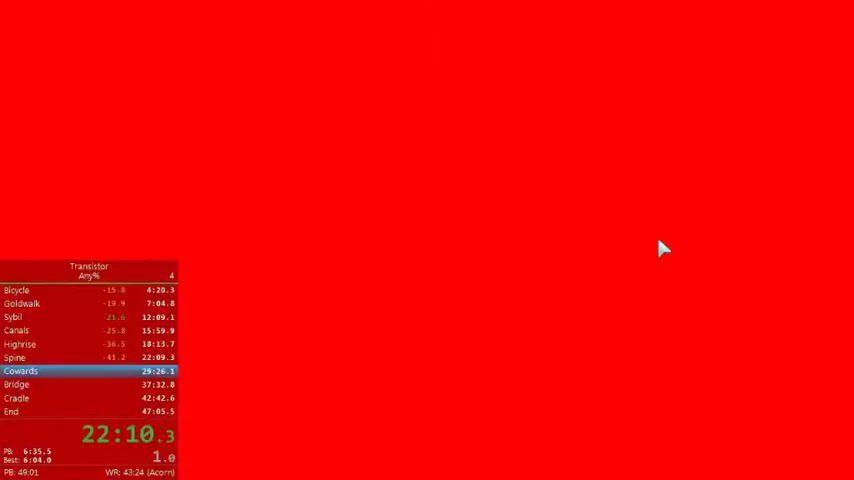 Transistor
Any% 4
Bicycle -15.8 4:20.3
Goldwalk -19.9 7:04.8
Sybil 21.6 12:09.1
Canals -25.8 15:59.9
Highrise -36.5 18:13.7
Spine -41.2 22:09.3
Cowards 29:26.1
Bridge 37:32.8
Cradle 42:42.6
End 47:05.5
22:10.3
PB: 6:35.5
Best: 6:04.0 1.0
PB: 49:01 WR: 43:24 (Acorn)